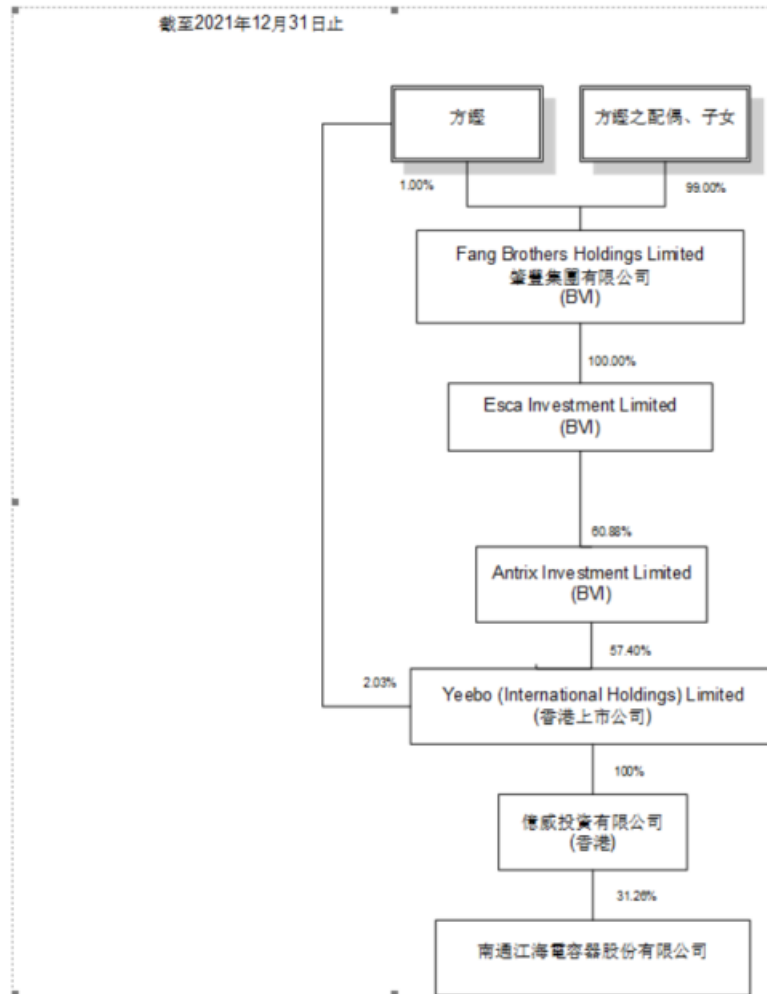 截至2021年12月31日止
方鏗
方鏗之配偶、子女
1.00%
99.00%
Fang Brothers Holdings Limited
肇豐集團有限公司
(BVI)
100.00%
Esca Investment Limited
(BVI)
60.88%
Antrix Investment Limited
(BVI)
57.40%
2.03%
Yeebo (International Holdings) Limited
(香港上市公司)
100%
億威投資有限公司
(香港)
31.26%
南通江海電容器股份有限公司